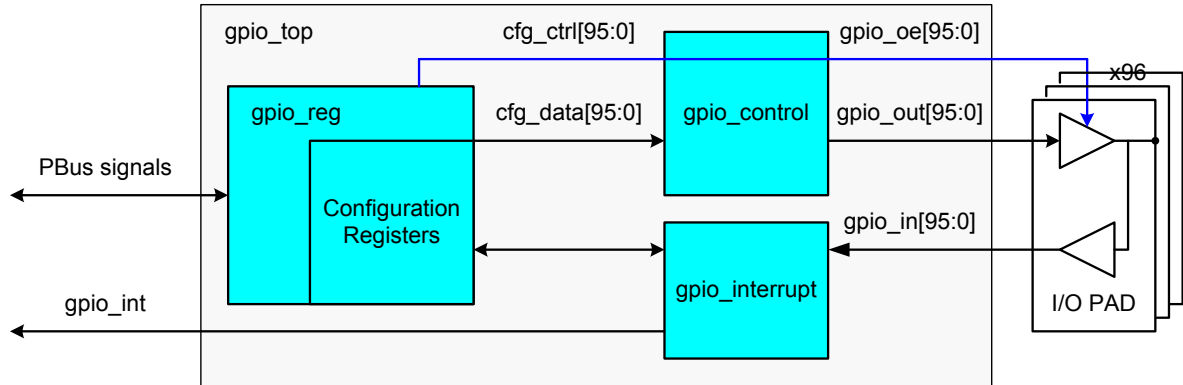 gpio_top
cfg_ctrl[95:0]
gpio_oe[95:0]
x96
gpio_reg
cfg_data[95:0]
gpio_control
gpio_out[95:0]
PBus signals
Configuration
Registers
gpio_in[95:0]
gpio_int
gpio_interrupt
I/O PAD